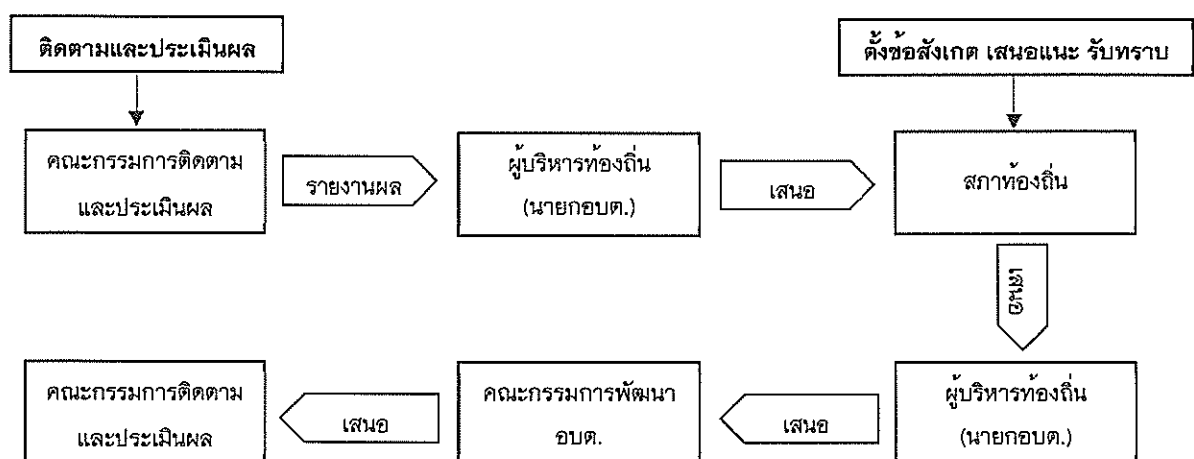 ติดตามและประเมินผล
ตั้งข้อสังเกต เสนอแนะ รับทราบ
คณะกรรมการติดตาม
และประเมินผล
รายงานผล
ผู้บริหารท้องถิ่น
(นายกอบต.)
เสนอ
สภาท้องถิ่น
เสนอ
ผู้บริหารท้องถิ่น
(นายกอบต.)
เสนอ
คณะกรรมการพัฒนา
อบต.
เสนอ
คณะกรรมการติดตาม
และประเมินผล